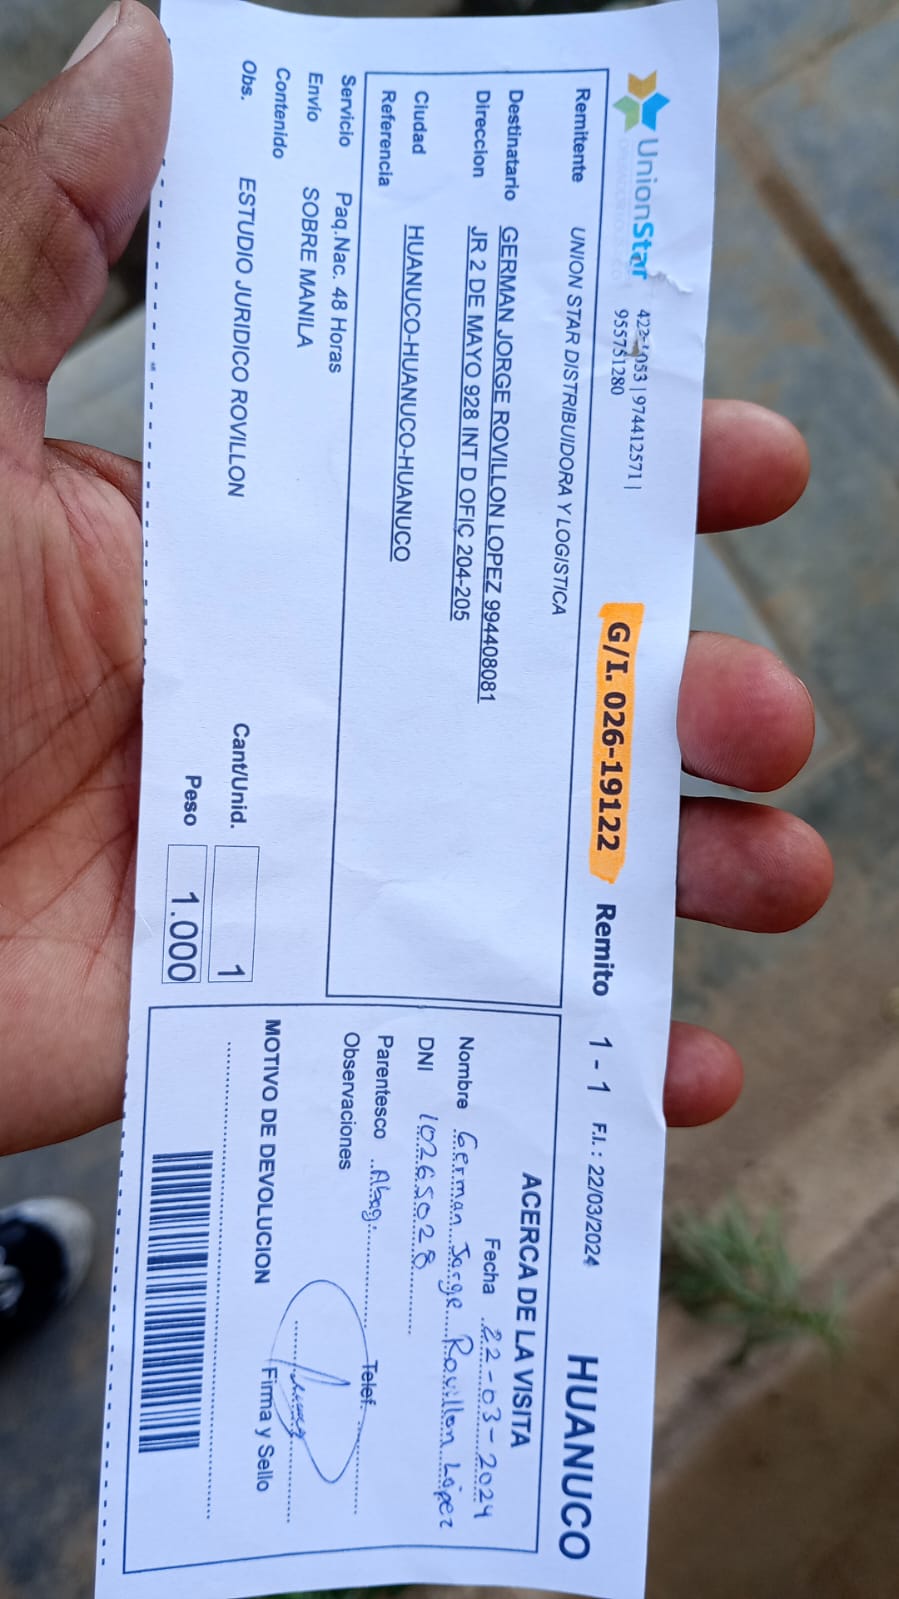 UnionStar
422-1053 | 974412571 |
955751280
G/I. 026-19122 Remito 1 - 1 F.I.: 22/03/2024 HUANUCO
Remitente UNION STAR DISTRIBUIDORA Y LOGISTICA
Destinatario GERMAN JORGE ROVILLON LOPEZ 994408081
Direccion JR 2 DE MAYO 928 INT D OFIC 204-205
Ciudad HUANUCO-HUANUCO-HUANUCO
Referencia
Servicio Paq.Nac. 48 Horas
Envio SOBRE MANILA
Contenido
Obs. ESTUDIO JURIDICO ROVILLON
Cant/Unid. 1
Peso 1.000
ACERCA DE LA VISITA
Fecha 22-03-2024
Nombre German Jorge Rovillon López
DNI 10265028
Parentesco Abog. Telef.
Observaciones
MOTIVO DE DEVOLUCION Firma y Sello